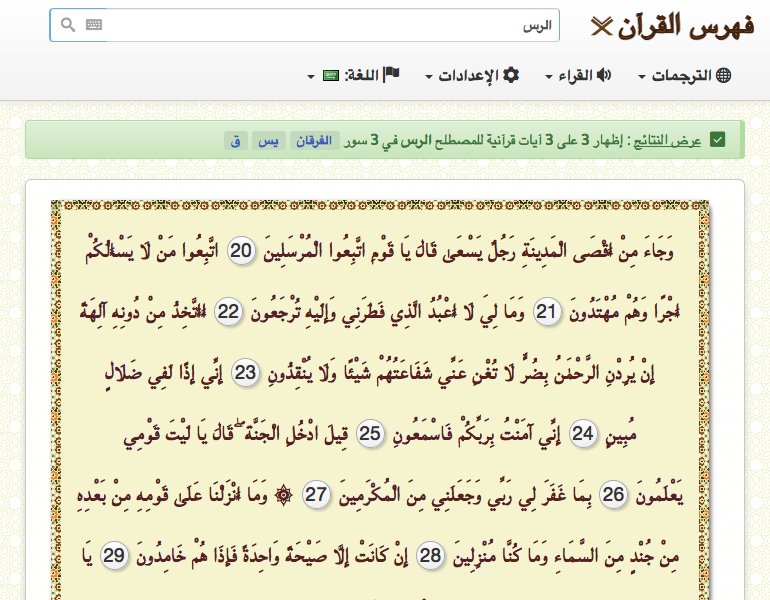 فهرس القرآن
الرس
الترجمات القراء الإعدادات اللغة:
عرض النتائج : إظهار 3 على 3 آيات قرآنية للمصطلح الرس في 3 سور الفرقان يس ق
وَجَاءَ مِنْ أَقْصَى الْمَدِينَةِ رَجُلٌ يَسْعَىٰ قَالَ يَا قَوْمِ اتَّبِعُوا الْمُرْسَلِينَ 20 اتَّبِعُوا مَنْ لَا يَسْأَلُكُمْ
أَجْرًا وَهُمْ مُهْتَدُونَ 21 وَمَا لِيَ لَا أَعْبُدُ الَّذِي فَطَرَنِي وَإِلَيْهِ تُرْجَعُونَ 22 أَأَتَّخِذُ مِنْ دُونِهِ آلِهَةً
إِنْ يُرِدْنِ الرَّحْمَٰنُ بِضُرٍّ لَا تُغْنِ عَنِّي شَفَاعَتُهُمْ شَيْئًا وَلَا يُنْقِذُونِ 23 إِنِّي إِذًا لَفِي ضَلَالٍ
مُبِينٍ 24 إِنِّي آمَنْتُ بِرَبِّكُمْ فَاسْمَعُونِ 25 قِيلَ ادْخُلِ الْجَنَّةَ ۖ قَالَ يَا لَيْتَ قَوْمِي
يَعْلَمُونَ 26 بِمَا غَفَرَ لِي رَبِّي وَجَعَلَنِي مِنَ الْمُكْرَمِينَ 27 ۞ وَمَا أَنْزَلْنَا عَلَىٰ قَوْمِهِ مِنْ بَعْدِهِ
مِنْ جُنْدٍ مِنَ السَّمَاءِ وَمَا كُنَّا مُنْزِلِينَ 28 إِنْ كَانَتْ إِلَّا صَيْحَةً وَاحِدَةً فَإِذَا هُمْ خَامِدُونَ 29 يَا